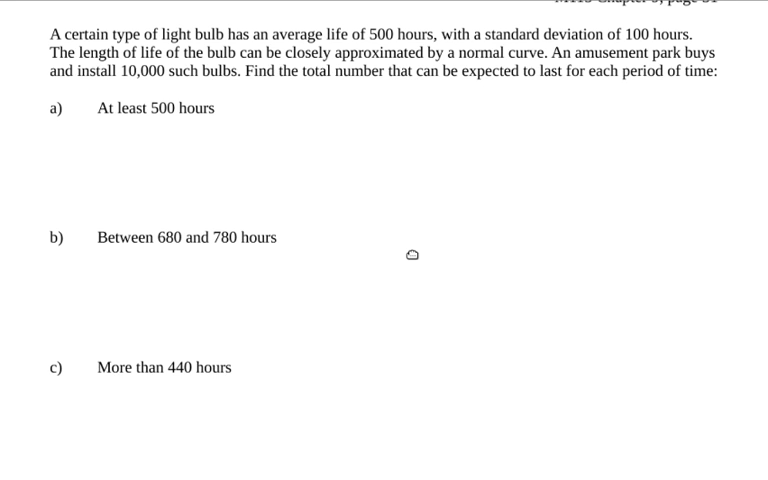 A certain type of light bulb has an average life of 500 hours, with a standard deviation of 100 hours.
The length of life of the bulb can be closely approximated by a normal curve. An amusement park buys
and install 10,000 such bulbs. Find the total number that can be expected to last for each period of time:
a) At least 500 hours
b) Between 680 and 780 hours
c) More than 440 hours